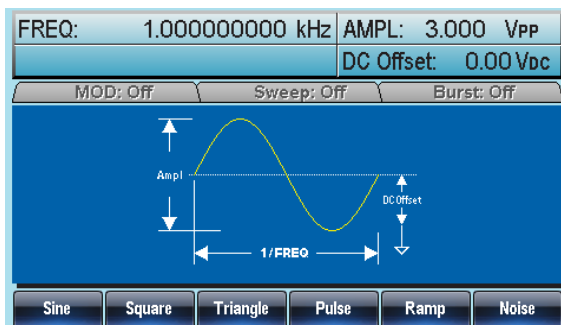 FREQ: 1.000000000 kHz AMPL: 3.000 VPP
DC Offset: 0.00 VDC
MOD: Off Sweep: Off Burst: Off
Ampl
DC Offset
1/FREQ
Sine Square Triangle Pulse Ramp Noise